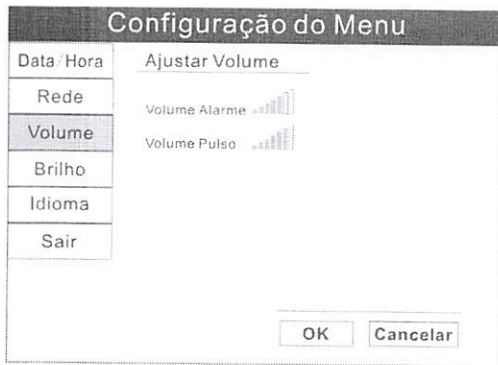 Configuração do Menu
Data/Hora
Rede
Volume
Brilho
Idioma
Sair
Ajustar Volume
Volume Alarme
Volume Pulso
OK
Cancelar